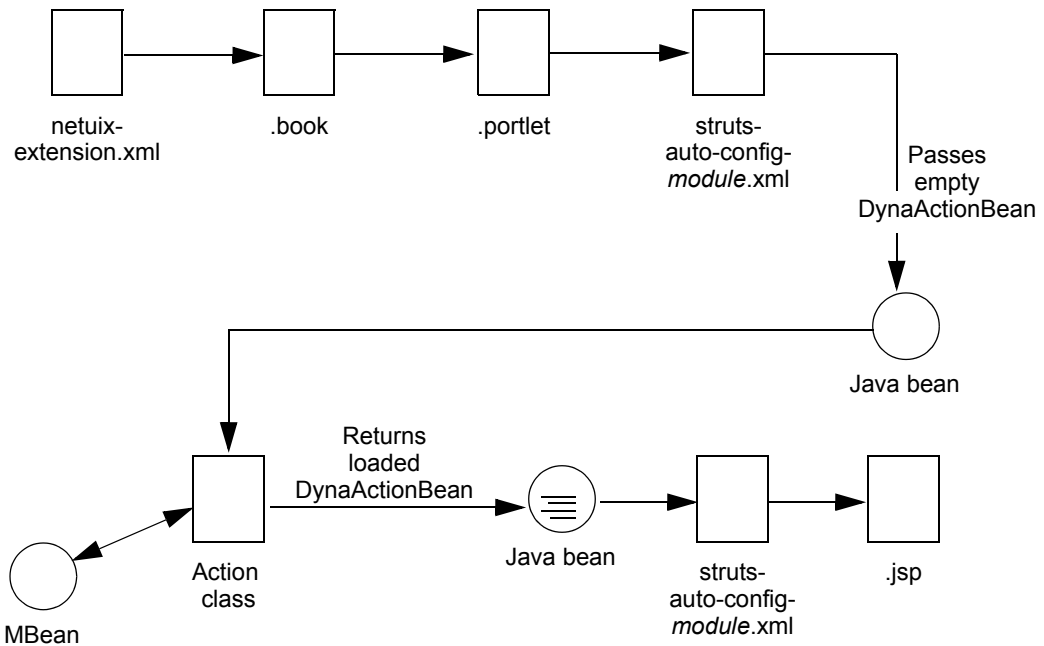 netuix-
extension.xml
.book
.portlet
struts-
auto-config-
module.xml
Passes
empty
DynaActionBean
Java bean
Returns
loaded
DynaActionBean
Action
class
MBean
Java bean
struts-
auto-config-
module.xml
.jsp